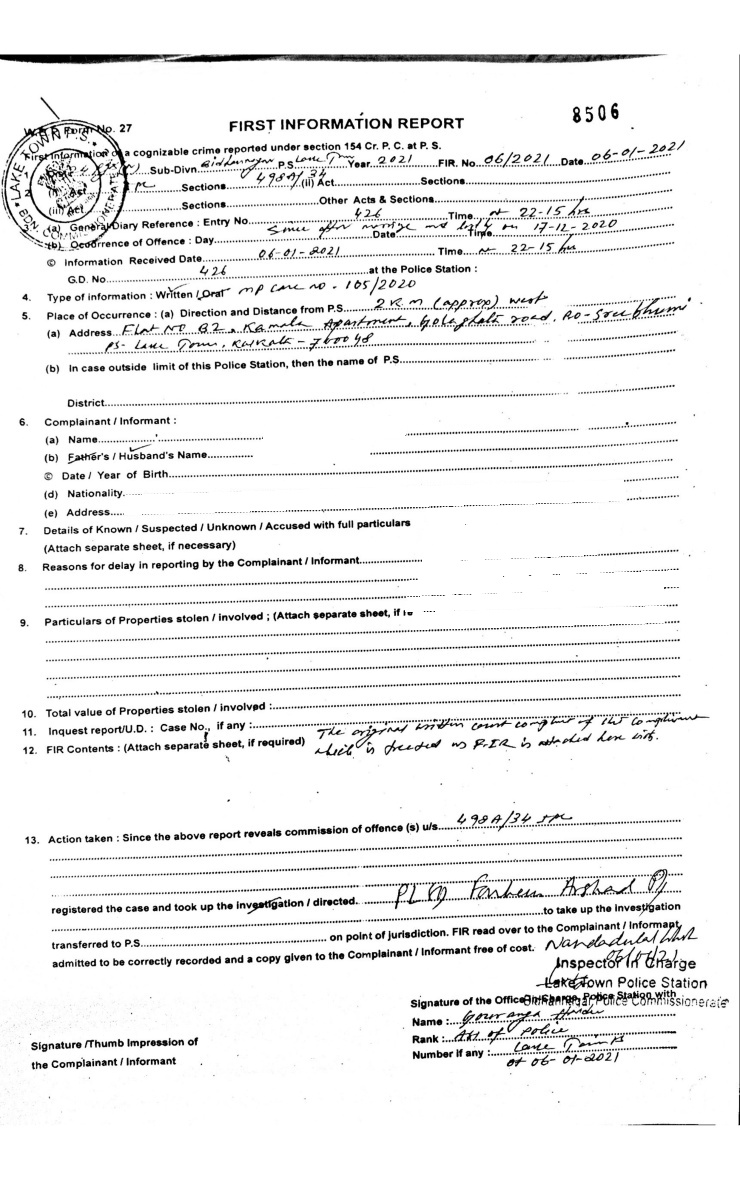 8506
W.B.P. Form No. 27
FIRST INFORMATION REPORT
First Information of a cognizable crime reported under section 154 Cr. P. C. at P. S.
LAKE TOWN P.S.
Sub-Divn. Bidhannagar P.S. Lake Town Year 2021 FIR. No 06/2021 Date 06-01-2021
2. (i) Act Sections 498A/34 (ii) Act Sections
(iii) Act Sections Other Acts & Sections
3. (a) General Diary Reference : Entry No. 426 Time at 22-15 hrs
(b) Occurrence of Offence : Day Since after marriage and lastly on 17-12-2020 Date Time
© Information Received Date 06-01-2021 Time at 22-15 hrs
G.D. No 426 at the Police Station :
4. Type of information : Written / Oral MP Case no - 105/2020
5. Place of Occurrence : (a) Direction and Distance from P.S. 2 K.m (approx) west
(a) Address Flat No B2, Kamala Apartment, Golaghata road, PO-Sreebhumi
PS- Lake Town, Kolkata - 700048
(b) In case outside limit of this Police Station, then the name of P.S.
District
6. Complainant / Informant :
(a) Name
(b) Father's / Husband's Name
© Date / Year of Birth
(d) Nationality
(e) Address
7. Details of Known / Suspected / Unknown / Accused with full particulars
(Attach separate sheet, if necessary)
8. Reasons for delay in reporting by the Complainant / Informant
9. Particulars of Properties stolen / involved ; (Attach separate sheet, if
10. Total value of Properties stolen / involved :
11. Inquest report/U.D. : Case No., if any :
12. FIR Contents : (Attach separate sheet, if required) The original written court complaint of the complainant
which is treated as FIR is attached here with.
13. Action taken : Since the above report reveals commission of offence (s) u/s 498A/34 IPC
registered the case and took up the investigation / directed. Farheen Arshad
to take up the Investigation
transferred to P.S. on point of jurisdiction. FIR read over to the Complainant / Informant
admitted to be correctly recorded and a copy given to the Complainant / Informant free of cost. Nandadulal Ghosh
Inspector In Charge
Lake Town Police Station
Signature of the Office In Charge, Police Station with
Name : Gouranga
Rank : ASI of Police
Number if any : Lake Town PS
of 06-01-2021
Signature /Thumb Impression of
the Complainant / Informant